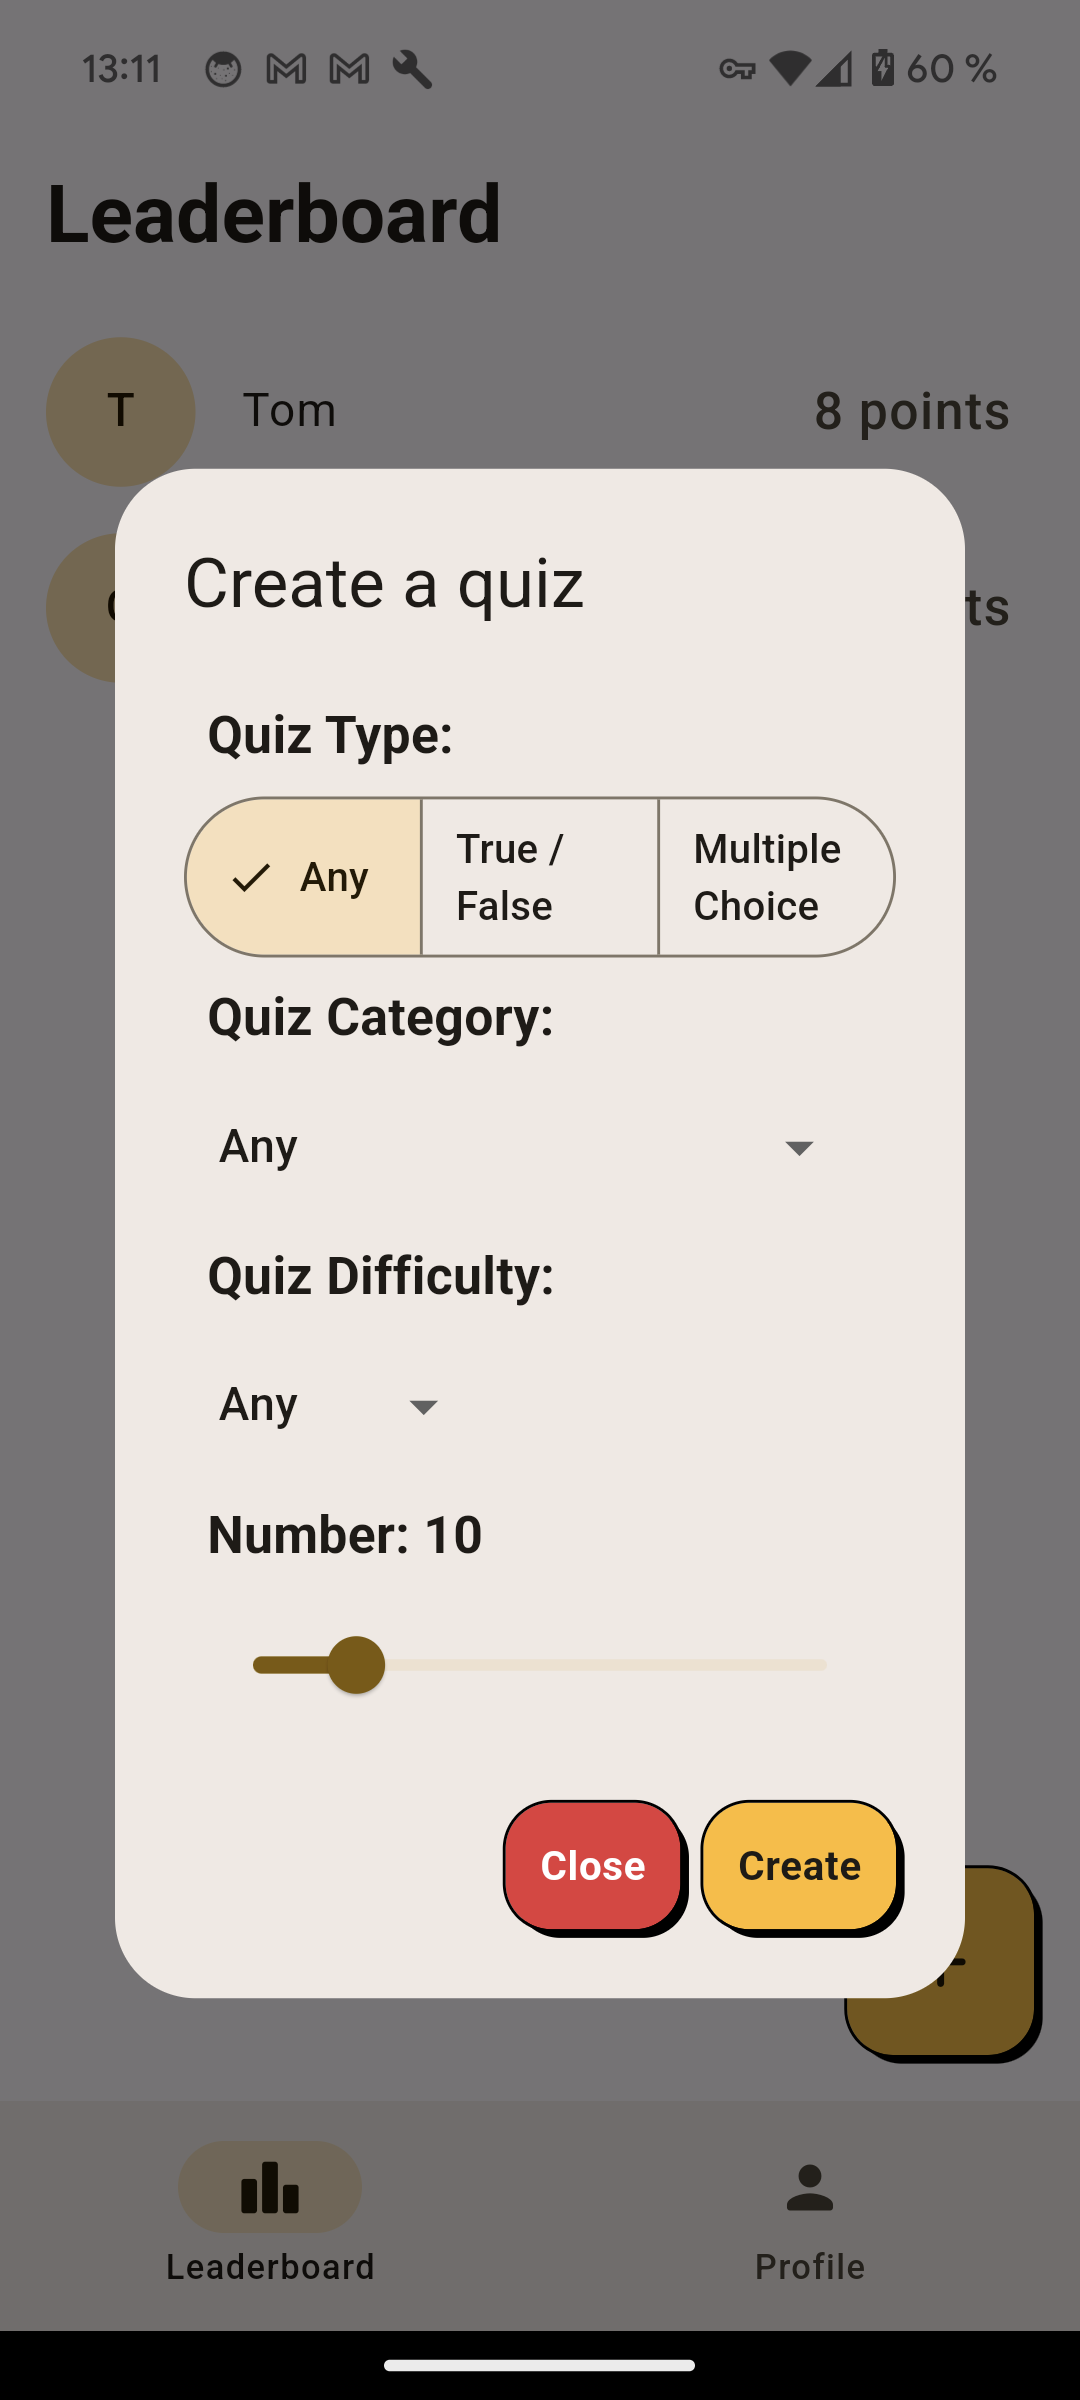 13:11
60 %
Leaderboard
T
Tom
8 points
ts
Create a quiz
Quiz Type:
Any
True /
False
Multiple
Choice
Quiz Category:
Any
Quiz Difficulty:
Any
Number: 10
Close
Create
Leaderboard
Profile